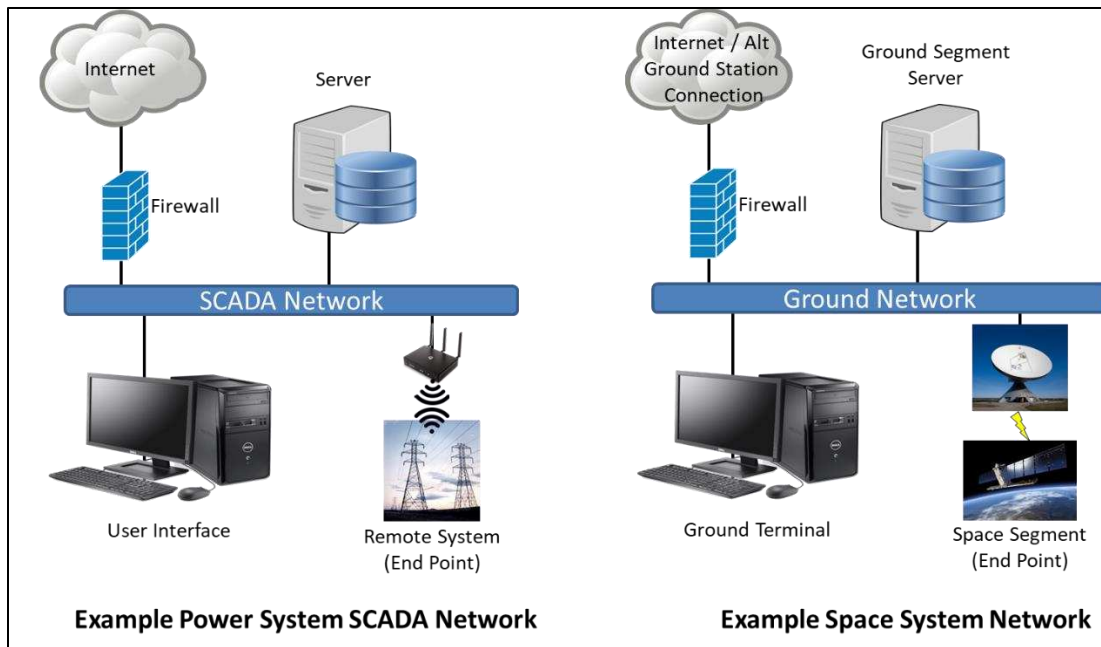 Internet
Server
Firewall
SCADA Network
User Interface
Remote System
(End Point)
Example Power System SCADA Network
Internet / Alt
Ground Station
Connection
Ground Segment
Server
Firewall
Ground Network
Ground Terminal
Space Segment
(End Point)
Example Space System Network